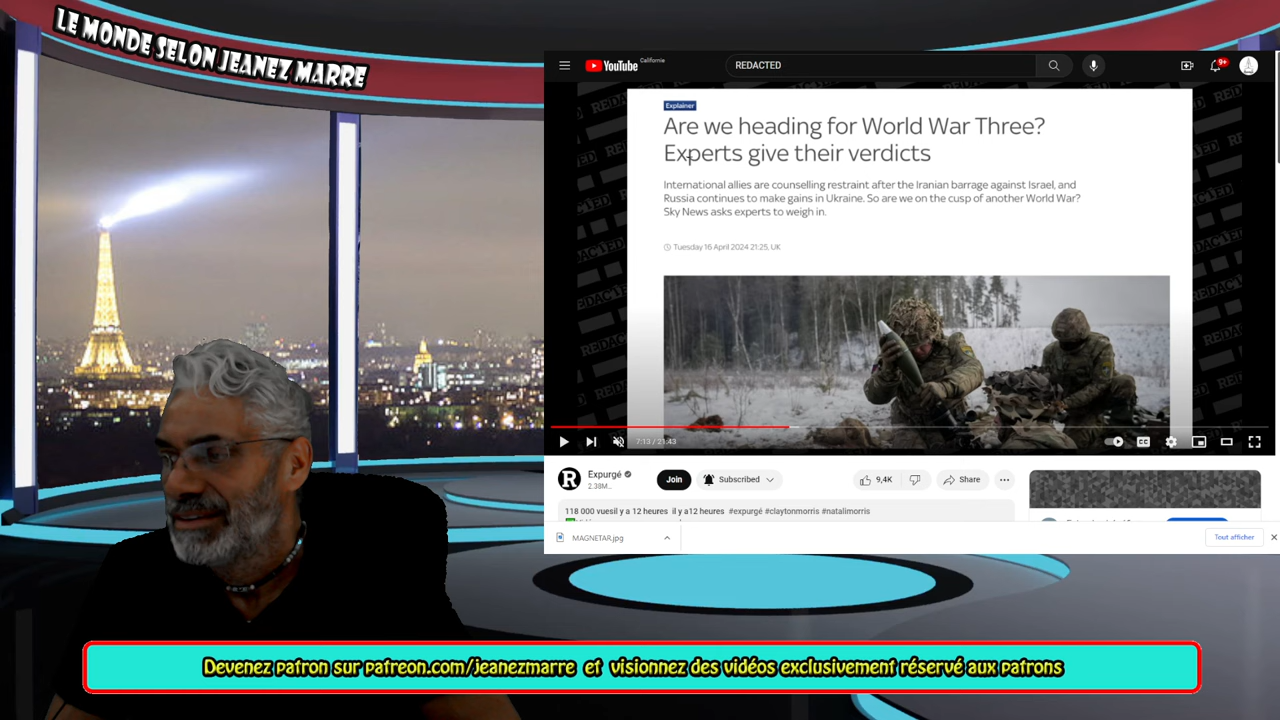 LE MONDE SELON JEANEZ MARRE
YouTube
Californie
REDACTED
9+
Explainer
Are we heading for World War Three?
Experts give their verdicts
International allies are counselling restraint after the Iranian barrage against Israel, and
Russia continues to make gains in Ukraine. So are we on the cusp of another World War?
Sky News asks experts to weigh in.
Tuesday 16 April 2024 21:25, UK
REDACTED
7:13 / 21:43
CC
R
Expurgé
2.38M...
Join
Subscribed
9,4K
Share
118 000 vuesil y a 12 heures il y a12 heures #expurgé #claytonmorris #natalimorris
MAGNETAR.jpg
Tout afficher
Devenez patron sur patreon.com/jeanezmarre et visionnez des vidéos exclusivement réservé aux patrons